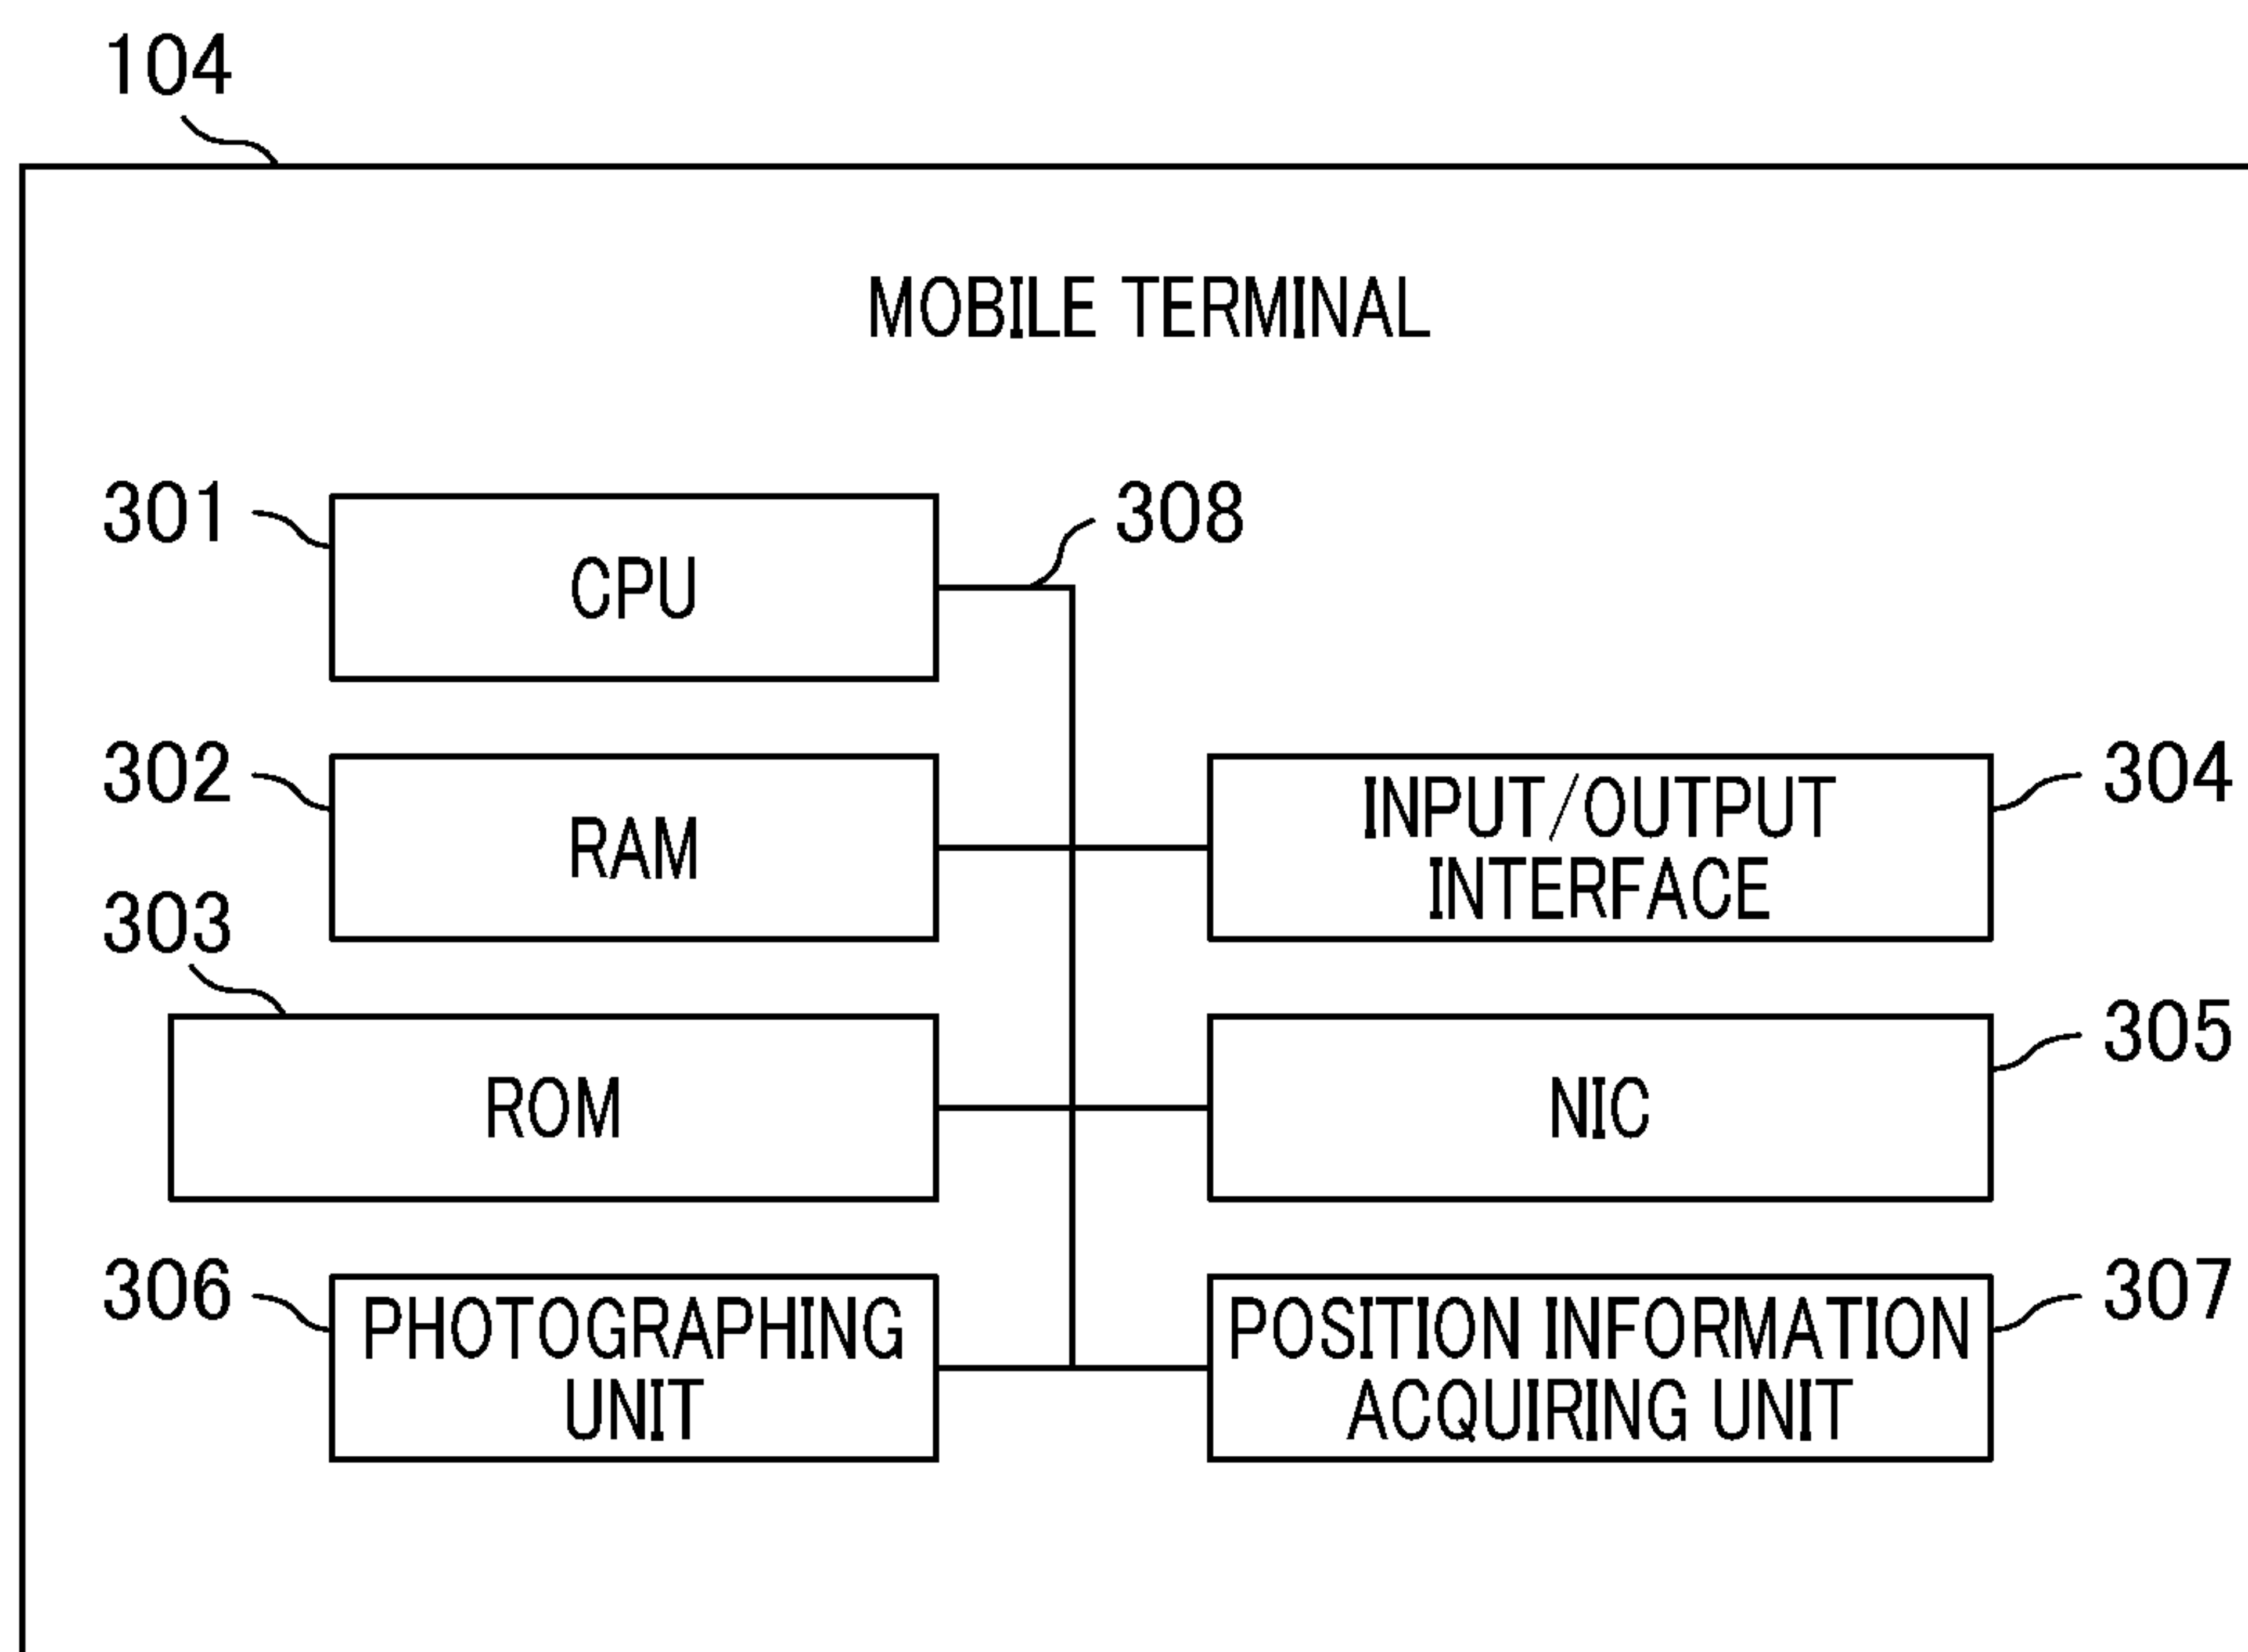 104
MOBILE TERMINAL
301
CPU
308
302
RAM
INPUT/OUTPUT
INTERFACE
304
303
ROM
NIC
305
306
PHOTOGRAPHING
UNIT
POSITION INFORMATION
ACQUIRING UNIT
307